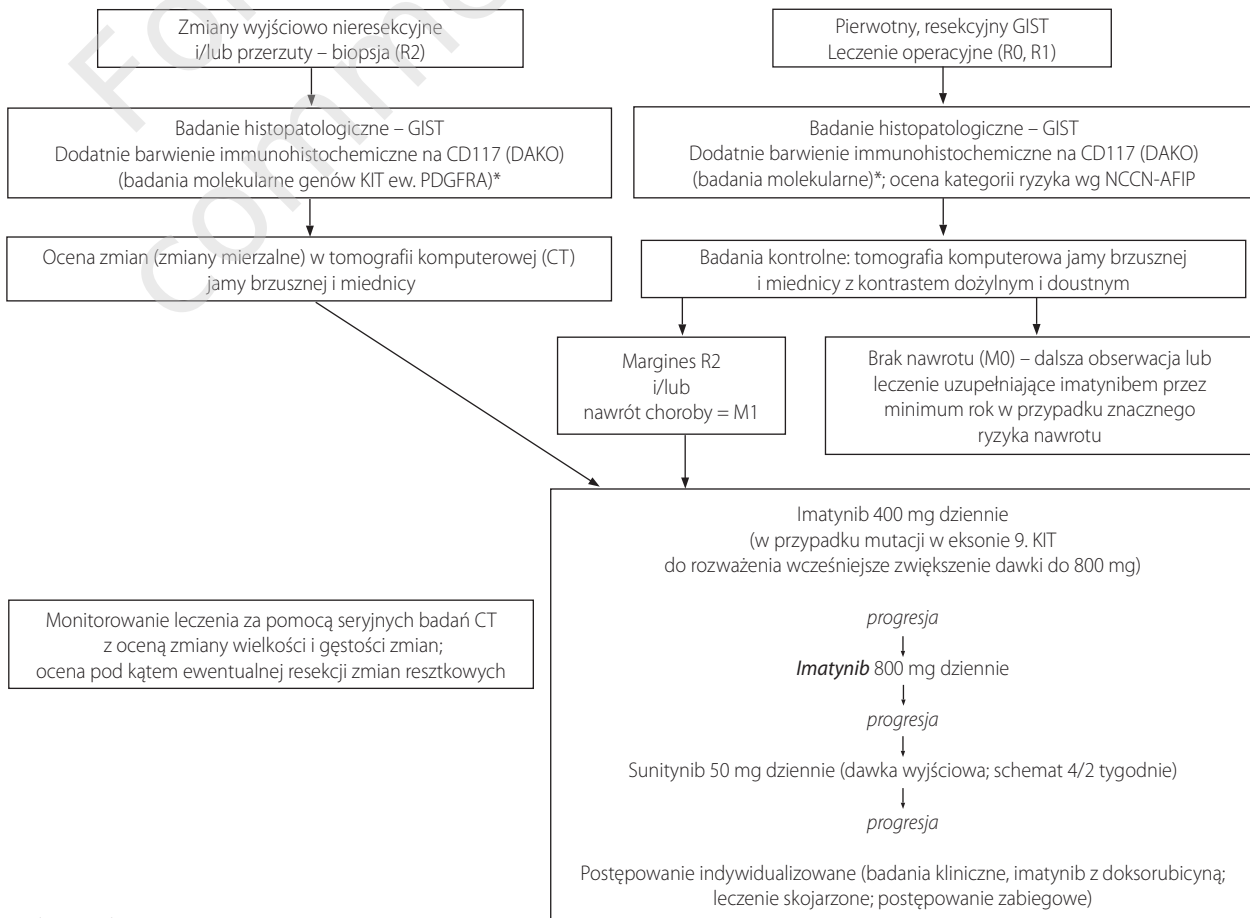 Zmiany wyjściowo nieresekcyjne
i/lub przerzuty – biopsja (R2)
Pierwotny, resekcyjny GIST
Leczenie operacyjne (R0, R1)
Badanie histopatologiczne – GIST
Dodatnie barwienie immunohistochemiczne na CD117 (DAKO)
(badania molekularne genów KIT ew. PDGFRA)*
Badanie histopatologiczne – GIST
Dodatnie barwienie immunohistochemiczne na CD117 (DAKO)
(badania molekularne)*; ocena kategorii ryzyka wg NCCN-AFIP
Ocena zmian (zmiany mierzalne) w tomografii komputerowej (CT)
jamy brzusznej i miednicy
Badania kontrolne: tomografia komputerowa jamy brzusznej
i miednicy z kontrastem dożylnym i doustnym
Margines R2
i/lub
nawrót choroby = M1
Brak nawrotu (M0) – dalsza obserwacja lub
leczenie uzupełniające imatynibem przez
minimum rok w przypadku znacznego
ryzyka nawrotu
Imatynib 400 mg dziennie
(w przypadku mutacji w eksonie 9. KIT
do rozważenia wcześniejsze zwiększenie dawki do 800 mg)
progresja
Imatynib 800 mg dziennie
progresja
Sunitynib 50 mg dziennie (dawka wyjściowa; schemat 4/2 tygodnie)
progresja
Postępowanie indywidualizowane (badania kliniczne, imatynib z doksorubicyną;
leczenie skojarzone; postępowanie zabiegowe)
Monitorowanie leczenia za pomocą seryjnych badań CT
z oceną zmiany wielkości i gęstości zmian;
ocena pod kątem ewentualnej resekcji zmian resztkowych